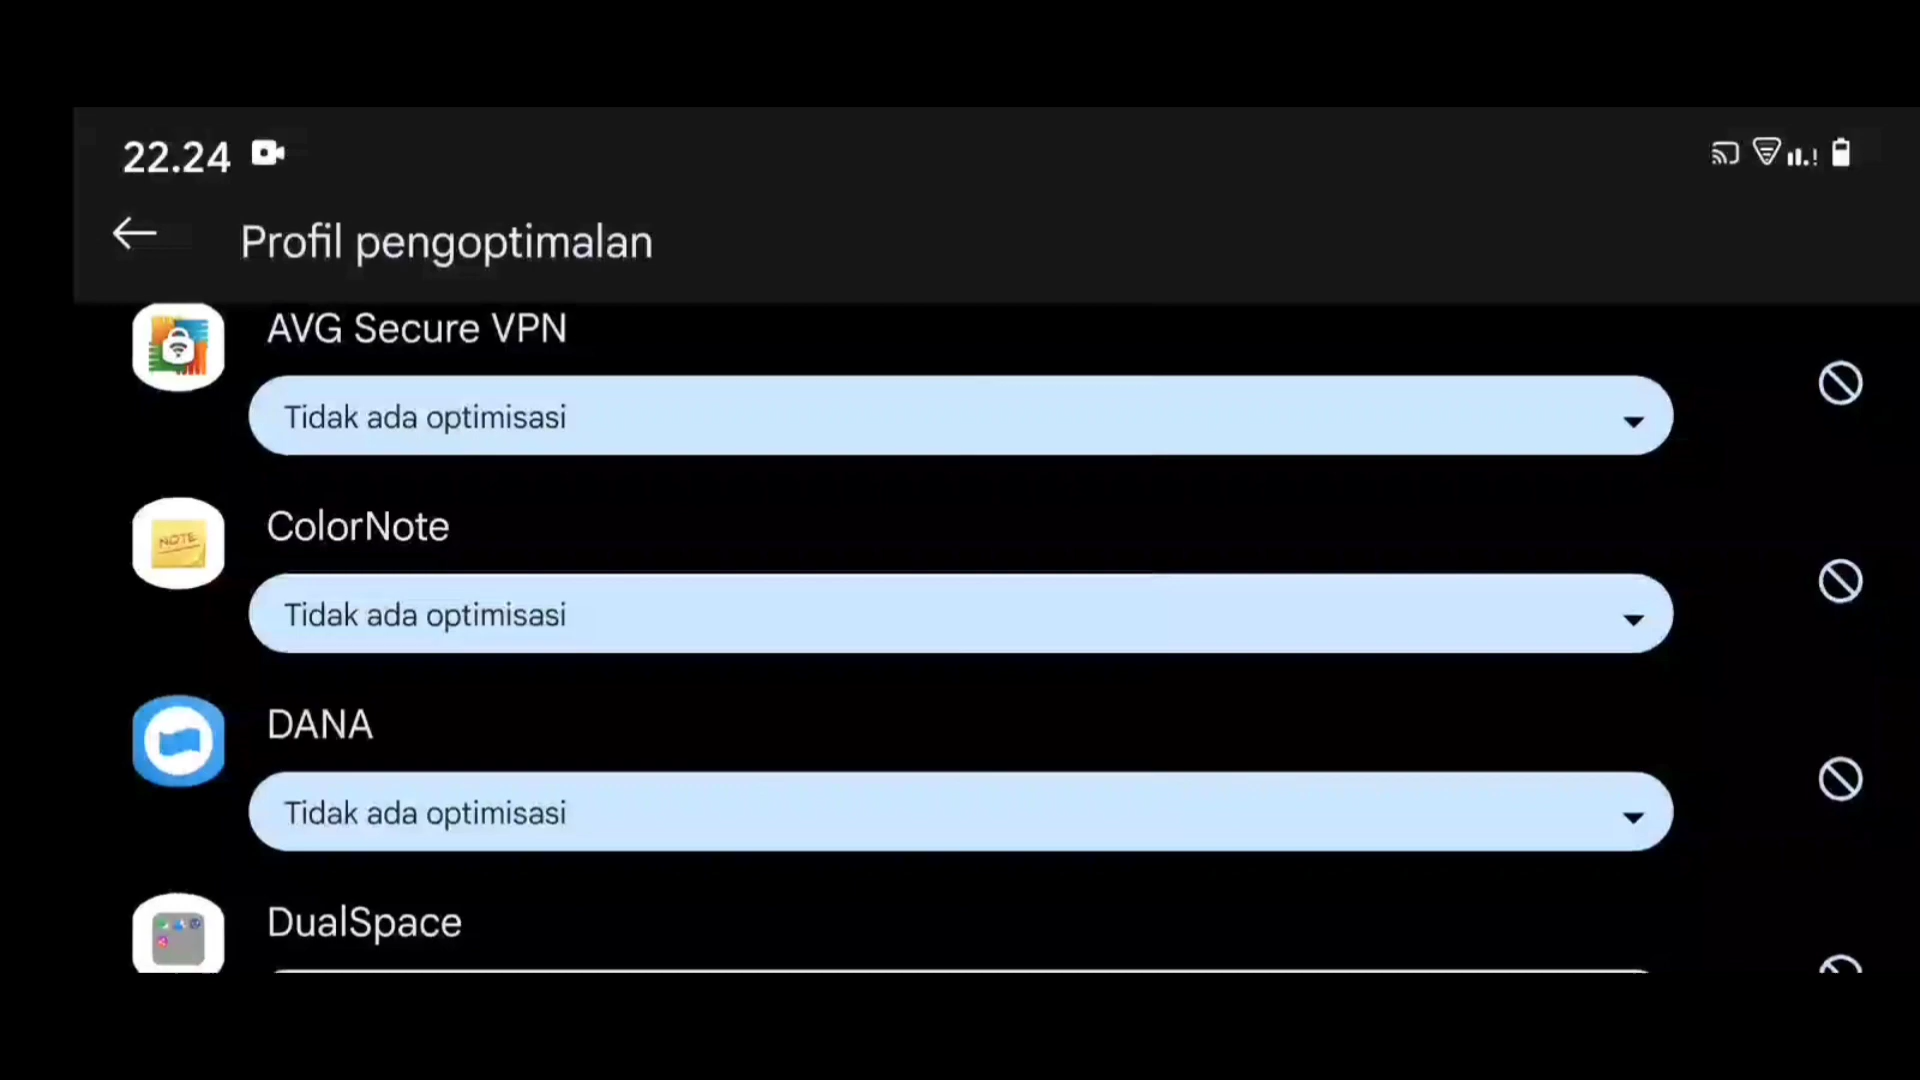 22.24
Profil pengoptimalan
AVG Secure VPN
Tidak ada optimisasi
ColorNote
NOTE
Tidak ada optimisasi
DANA
Tidak ada optimisasi
DualSpace